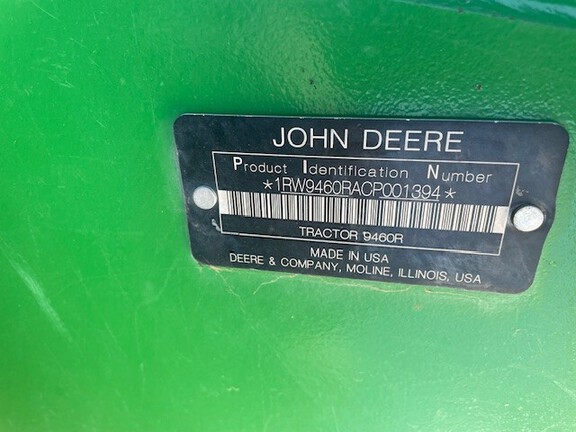 JOHN DEERE
Product Identification Number
*1RW9460RACP001394*
TRACTOR 9460R
MADE IN USA
DEERE & COMPANY, MOLINE, ILLINOIS, USA